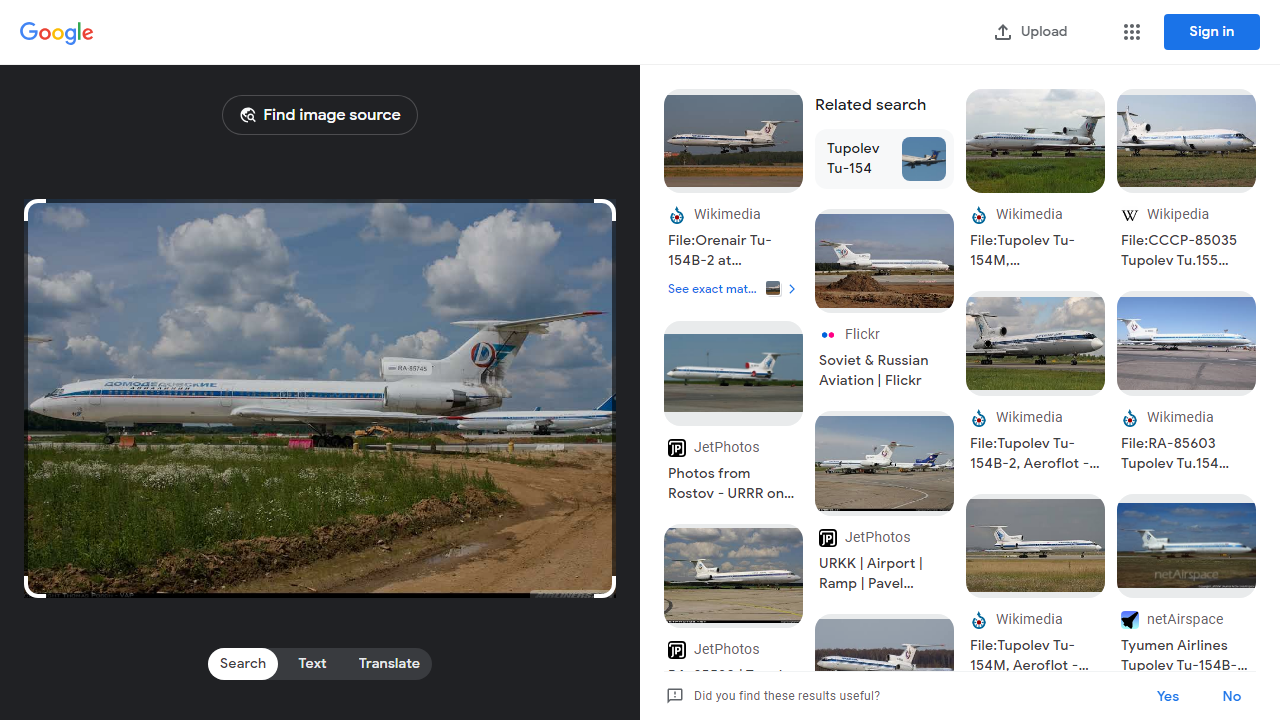 Google
Upload
Sign in
Find image source
ДОМОДЕДОВСКИЕ
АВИАЛИНИИ
RA-85745
Search
Text
Translate
Wikimedia
File:Orenair Tu-
154B-2 at...
See exact mat...
JetPhotos
Photos from
Rostov - URRR on...
JetPhotos
Related search
Tupolev
Tu-154
Flickr
Soviet & Russian
Aviation | Flickr
JetPhotos
URKK | Airport |
Ramp | Pavel...
Wikimedia
File:Tupolev Tu-
154M,...
Wikimedia
File:Tupolev Tu-
154B-2, Aeroflot -...
Wikimedia
File:Tupolev Tu-
154M, Aeroflot -...
Wikipedia
File:CCCP-85035
Tupolev Tu.155...
Wikimedia
File:RA-85603
Tupolev Tu.154...
netAirspace
netAirspace
Tyumen Airlines
Tupolev Tu-154B-...
Did you find these results useful?
Yes
No